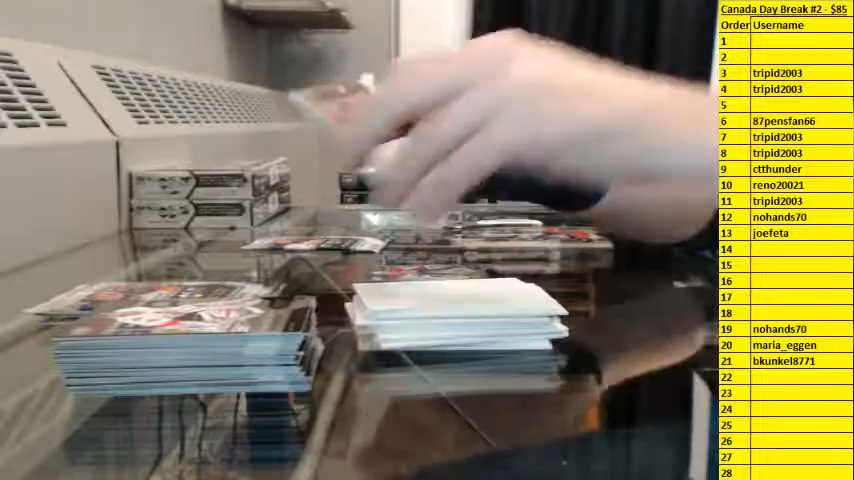 Canada Day Break #2 - $85
Order Username
1
2
3 tripid2003
4 tripid2003
5
6 87pensfan66
7 tripid2003
8 tripid2003
9 ctthunder
10 reno20021
11 tripid2003
12 nohands70
13 joefeta
14
15
16
17
18
19 nohands70
20 maria_eggen
21 bkunkel8771
22
23
24
25
26
27
28